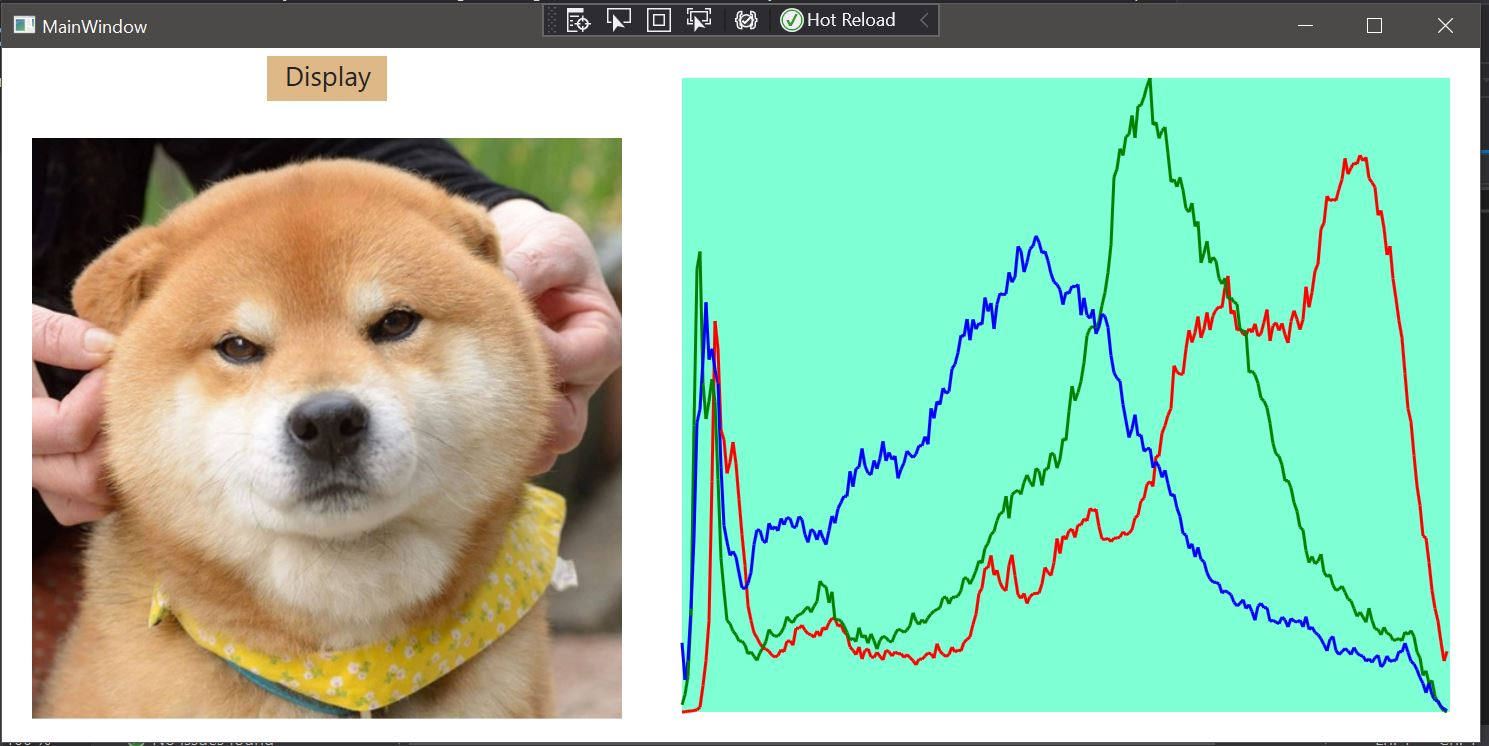 MainWindow
Hot Reload
Display
No issues found